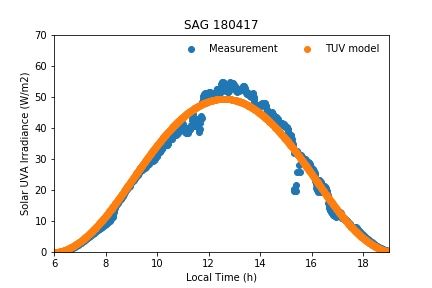 SAG 180417
Measurement TUV model
Solar UVA Irradiance (W/m2)
70
60
50
40
30
20
10
0
6 8 10 12 14 16 18
Local Time (h)